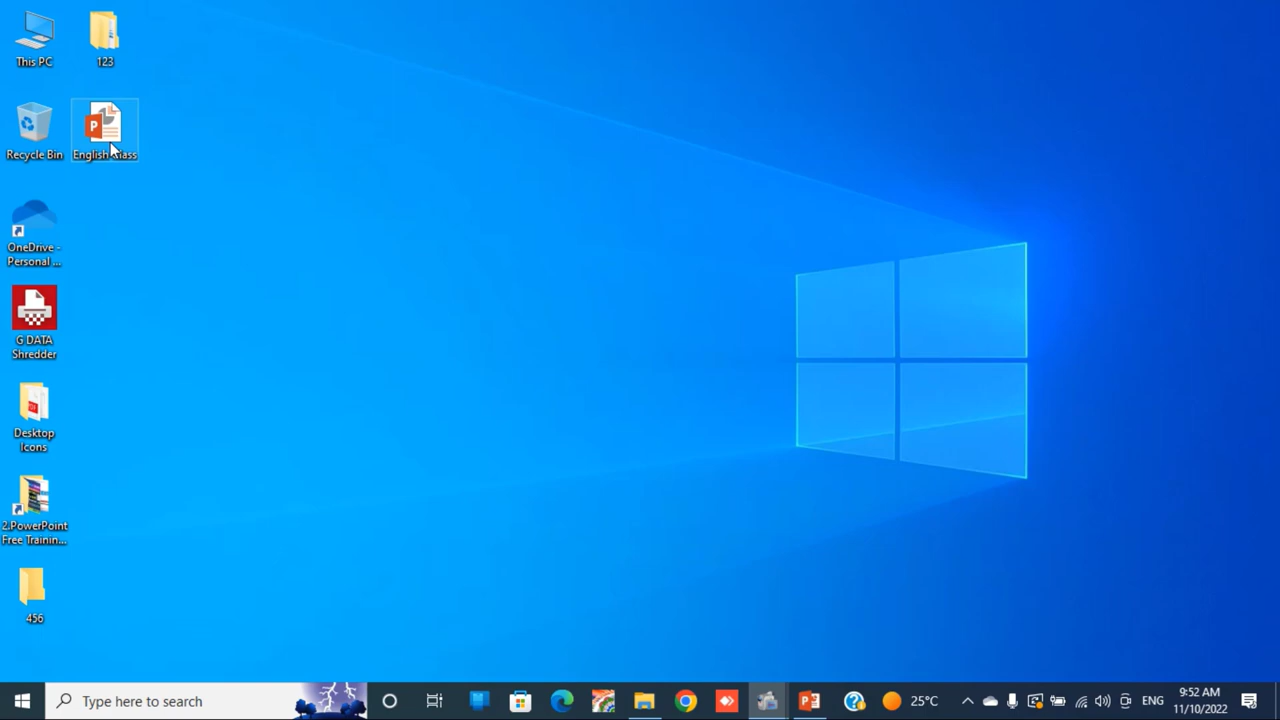 This PC
123
Recycle Bin
English
OneDrive -
Personal ...
G DATA
Shredder
Desktop
Icons
2.PowerPoint
Free Trainin...
456
Type here to search
25°C
ENG
9:52 AM
11/10/2022